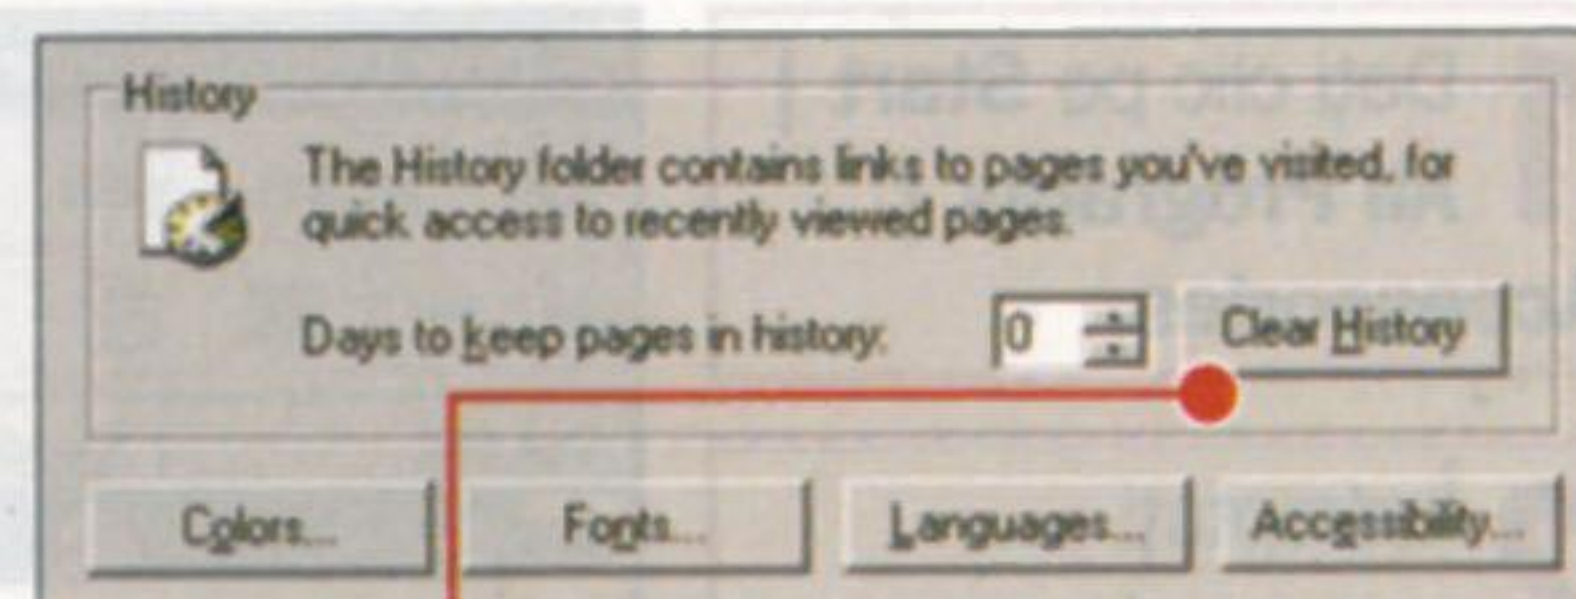 History
The History folder contains links to pages you've visited, for
quick access to recently viewed pages.
Days to keep pages in history: 0 Clear History
Colors... Fonts... Languages... Accessibility...